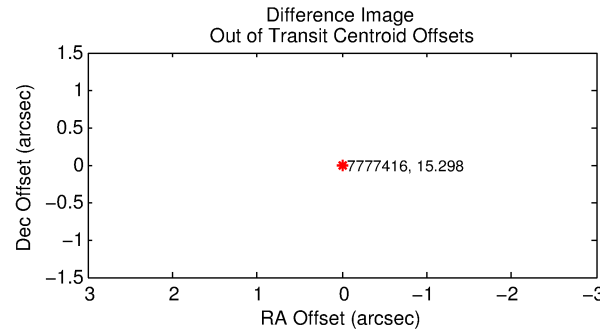 Difference Image
Out of Transit Centroid Offsets
1.5
1
0.5
0
−0.5
−1
−1.5
Dec Offset (arcsec)
7777416, 15.298
3 2 1 0 −1 −2 −3
RA Offset (arcsec)